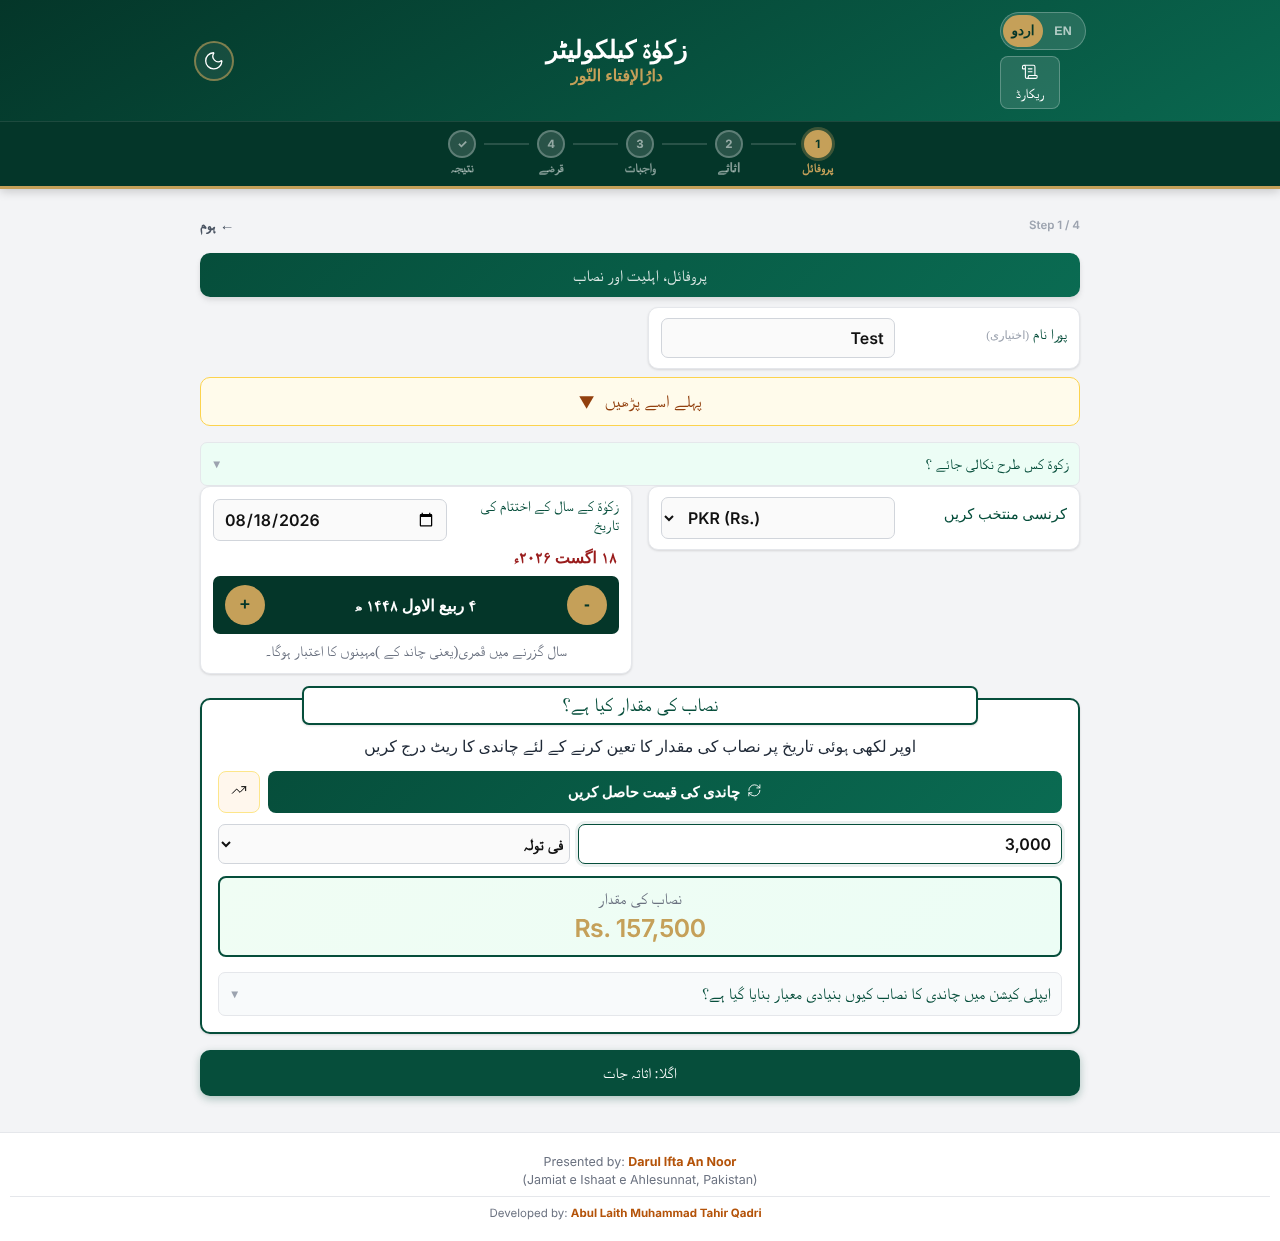 اردو EN
زکوٰۃ کیلکولیٹر
دارُالإفتاء النّور
ریکارڈ
1 2 3 4 ✓
پروفائل اثاثے واجبات قرضے نتیجہ
Step 1 / 4
← ہوم
پروفائل، اہلیت اور نصاب
پورا نام (اختیاری)
Test
پہلے اسے پڑھیں ▼
زکوۃ کس طرح نکالی جائے ؟ ▼
کرنسی منتخب کریں
PKR (Rs.)
زکوٰۃ کے سال کے اختتام کی
تاریخ
08/18/2026
۱۸ اگست ۲۰۲۶ء
-
۴ ربیع الاول ۱۴۴۸ ھ
+
سال گزرنے میں قمری(یعنی چاند کے )مہینوں کا اعتبار ہوگا۔
نصاب کی مقدار کیا ہے؟
اوپر لکھی ہوئی تاریخ پر نصاب کی مقدار کا تعین کرنے کے لئے چاندی کا ریٹ درج کریں
چاندی کی قیمت حاصل کریں
3,000
فی تولہ
نصاب کی مقدار
Rs. 157,500
ایپلی کیشن میں چاندی کا نصاب کیوں بنیادی معیار بنایا گیا ہے؟ ▼
اگلا: اثاثہ جات
Presented by: Darul Ifta An Noor
(Jamiat e Ishaat e Ahlesunnat, Pakistan)
Developed by: Abul Laith Muhammad Tahir Qadri